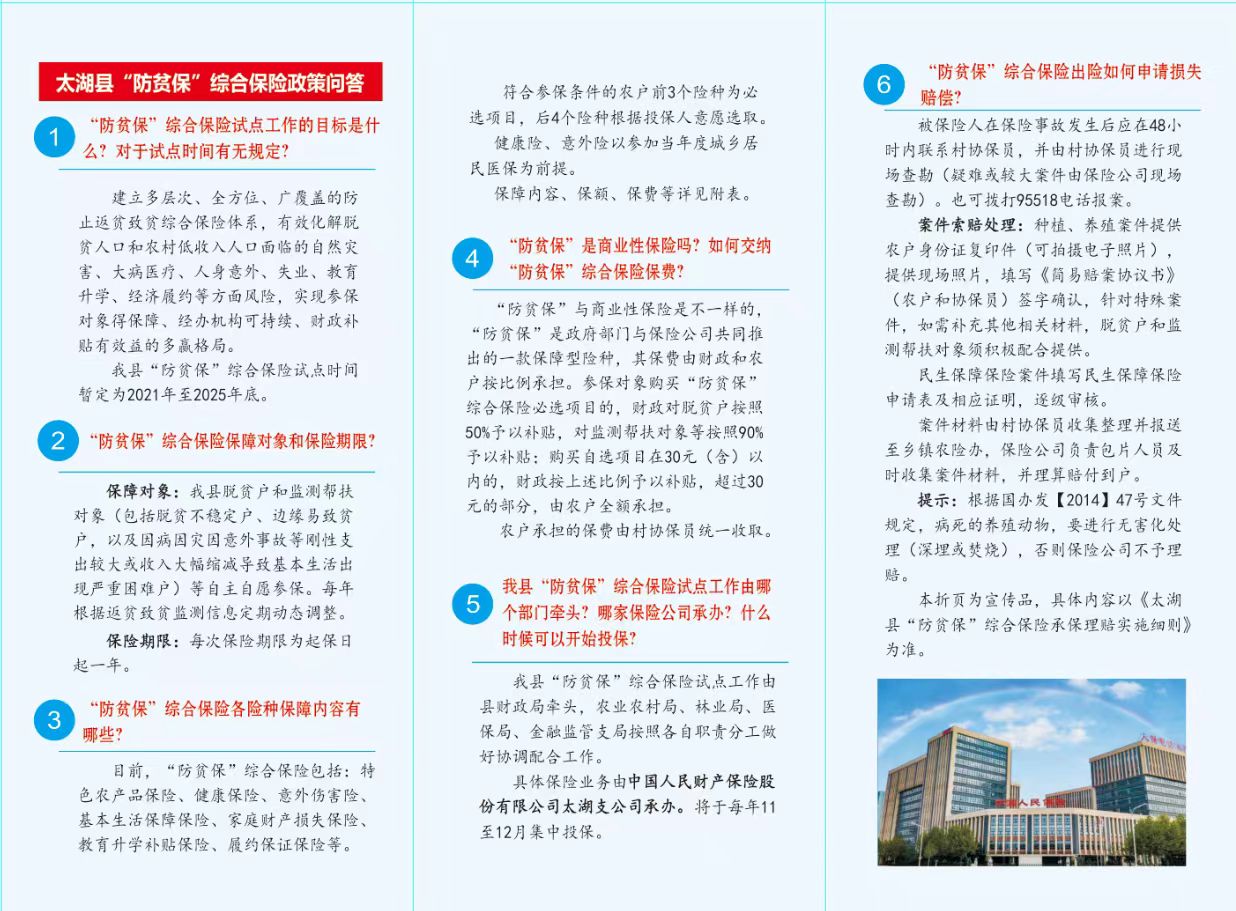 太湖县“防贫保”综合保险政策问答
1
“防贫保”综合保险试点工作的目标是什
么？对于试点时间有无规定？
建立多层次、全方位、广覆盖的防
止返贫致贫综合保险体系，有效化解脱
贫人口和农村低收入人口面临的自然灾
害、大病医疗、人身意外、失业、教育
升学、经济履约等方面风险，实现参保
对象得保障、经办机构可持续、财政补
贴有效益的多赢格局。
我县“防贫保”综合保险试点时间
暂定为2021年至2025年底。
2
“防贫保”综合保险保障对象和保险期限？
保障对象：我县脱贫户和监测帮扶
对象（包括脱贫不稳定户、边缘易致贫
户，以及因病因灾因意外事故等刚性支
出较大或收入大幅缩减导致基本生活出
现严重困难户）等自主自愿参保。每年
根据返贫致贫监测信息定期动态调整。
保险期限：每次保险期限为起保日
起一年。
3
“防贫保”综合保险各险种保障内容有
哪些？
目前，“防贫保”综合保险包括：特
色农产品保险、健康保险、意外伤害险、
基本生活保障保险、家庭财产损失保险、
教育升学补贴保险、履约保证保险等。
符合参保条件的农户前3个险种为必
选项目，后4个险种根据投保人意愿选取。
健康险、意外险以参加当年度城乡居
民医保为前提。
保障内容、保额、保费等详见附表。
4
“防贫保”是商业性保险吗？如何交纳
“防贫保”综合保险保费？
“防贫保”与商业性保险是不一样的，
“防贫保”是政府部门与保险公司共同推
出的一款保障型险种，其保费由财政和农
户按比例承担。参保对象购买“防贫保”
综合保险必选项目的，财政对脱贫户按照
50%予以补贴，对监测帮扶对象等按照90%
予以补贴；购买自选项目在30元（含）以
内的，财政按上述比例予以补贴，超过30
元的部分，由农户全额承担。
农户承担的保费由村协保员统一收取。
5
我县“防贫保”综合保险试点工作由哪
个部门牵头？哪家保险公司承办？什么
时候可以开始投保？
我县“防贫保”综合保险试点工作由
县财政局牵头，农业农村局、林业局、医
保局、金融监管支局按照各自职责分工做
好协调配合工作。
具体保险业务由中国人民财产保险股
份有限公司太湖支公司承办。将于每年11
至12月集中投保。
6
“防贫保”综合保险出险如何申请损失
赔偿？
被保险人在保险事故发生后应在48小
时内联系村协保员，并由村协保员进行现
场查勘（疑难或较大案件由保险公司现场
查勘）。也可拨打95518电话报案。
案件索赔处理：种植、养殖案件提供
农户身份证复印件（可拍摄电子照片），
提供现场照片，填写《简易赔案协议书》
（农户和协保员）签字确认，针对特殊案
件，如需补充其他相关材料，脱贫户和监
测帮扶对象须积极配合提供。
民生保障保险案件填写民生保障保险
申请表及相应证明，逐级审核。
案件材料由村协保员收集整理并报送
至乡镇农险办，保险公司负责包片人员及
时收集案件材料，并理算赔付到户。
提示：根据国办发【2014】47号文件
规定，病死的养殖动物，要进行无害化处
理（深埋或焚烧），否则保险公司不予理
赔。
本折页为宣传品，具体内容以《太湖
县“防贫保”综合保险承保理赔实施细则》
为准。